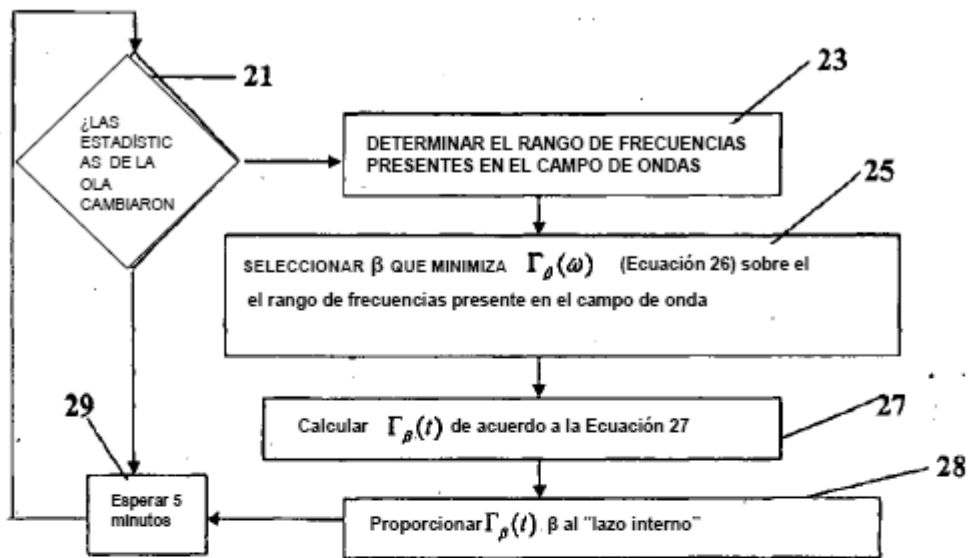 21
¿LAS
ESTADÍSTIC
AS DE LA
OLA
CAMBIARON
23
DETERMINAR EL RANGO DE FRECUENCIAS
PRESENTES EN EL CAMPO DE ONDAS
25
SELECCIONAR β QUE MINIMIZA Γβ(ω) (Ecuación 26) sobre el
el rango de frecuencias presente en el campo de onda
27
Calcular Γβ(t) de acuerdo a la Ecuación 27
28
Proporcionar Γβ(t), β al "lazo interno"
29
Esperar 5
minutos